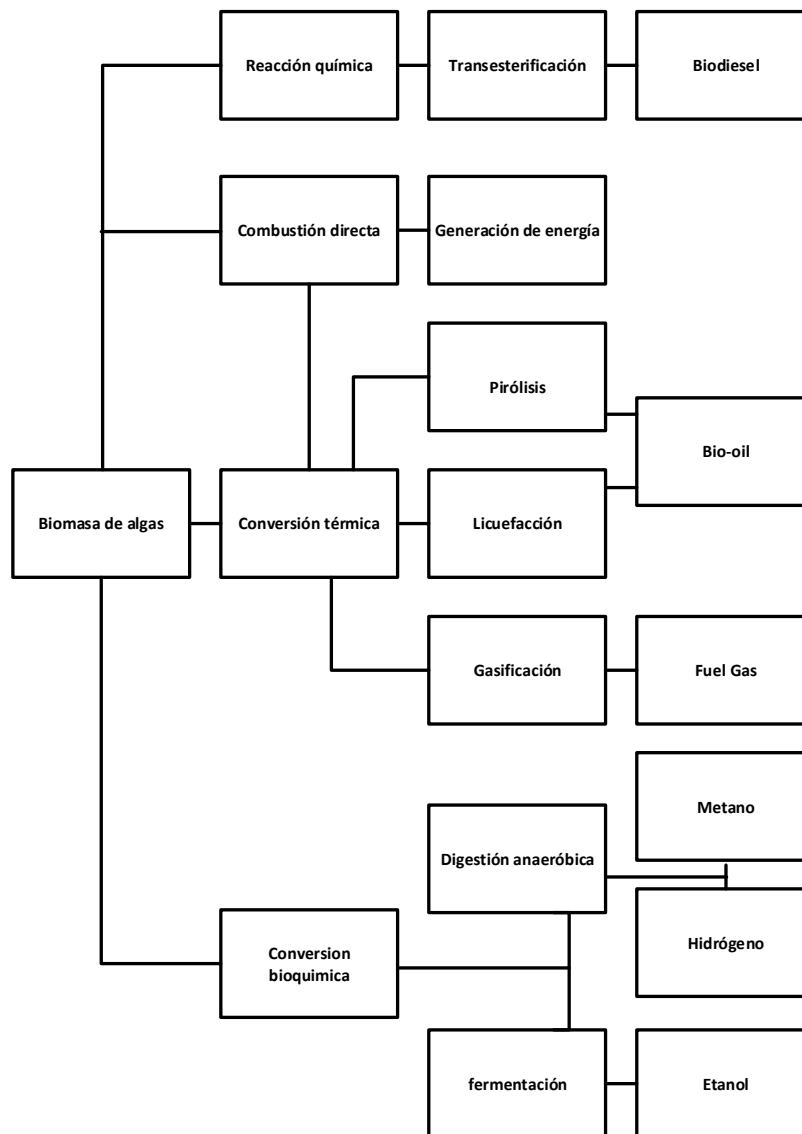 Reacción química
Transesterificación
Biodiesel
Combustión directa
Generación de energía
Pirólisis
Bio-oil
Biomasa de algas
Conversión térmica
Licuefacción
Gasificación
Fuel Gas
Metano
Digestión anaeróbica
Hidrógeno
Conversion
bioquimica
fermentación
Etanol